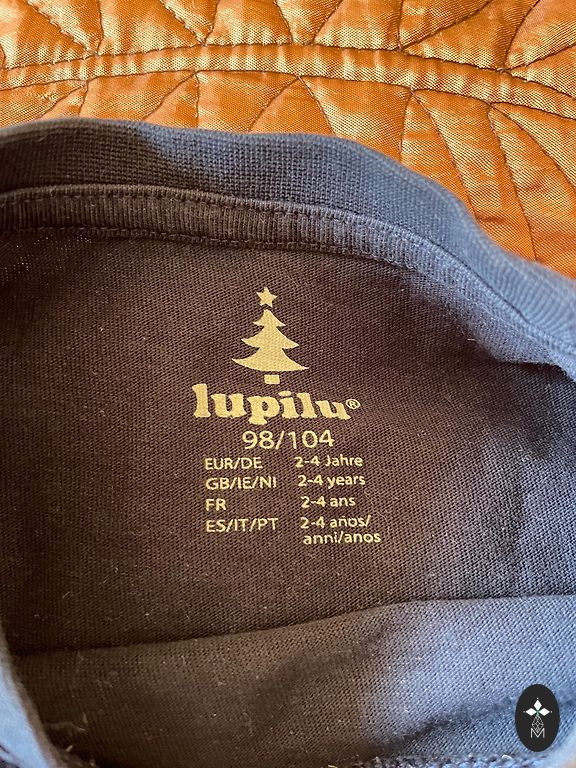 lupilu®
98/104
EUR/DE 2-4 Jahre
GB/IE/NI 2-4 years
FR 2-4 ans
ES/IT/PT 2-4 años/
anni/anos
M